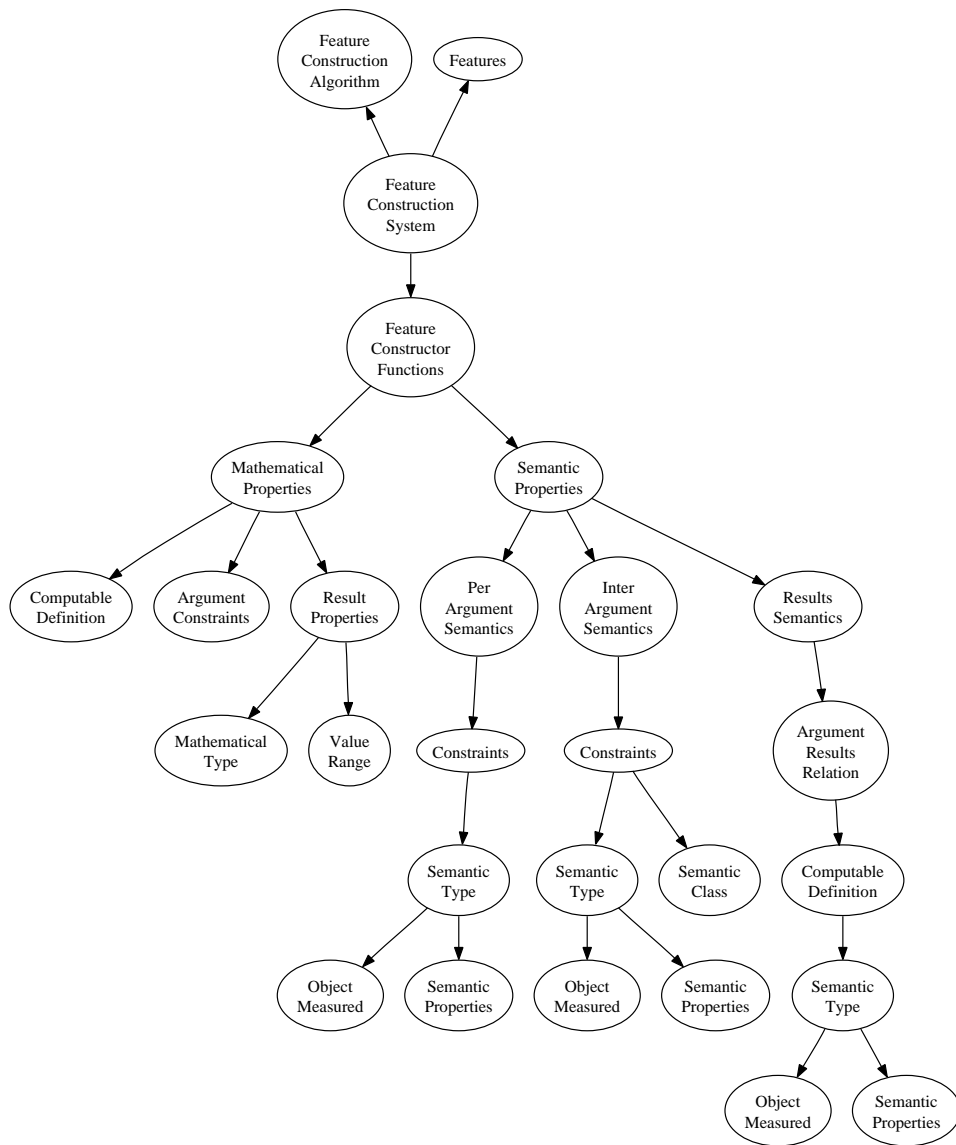 Feature
Construction
Algorithm
Features
Feature
Construction
System
Feature
Constructor
Functions
Mathematical
Properties
Semantic
Properties
Computable
Definition
Argument
Constraints
Result
Properties
Per
Argument
Semantics
Inter
Argument
Semantics
Results
Semantics
Mathematical
Type
Value
Range
Constraints
Constraints
Argument
Results
Relation
Semantic
Type
Semantic
Type
Semantic
Class
Computable
Definition
Object
Measured
Semantic
Properties
Object
Measured
Semantic
Properties
Semantic
Type
Object
Measured
Semantic
Properties